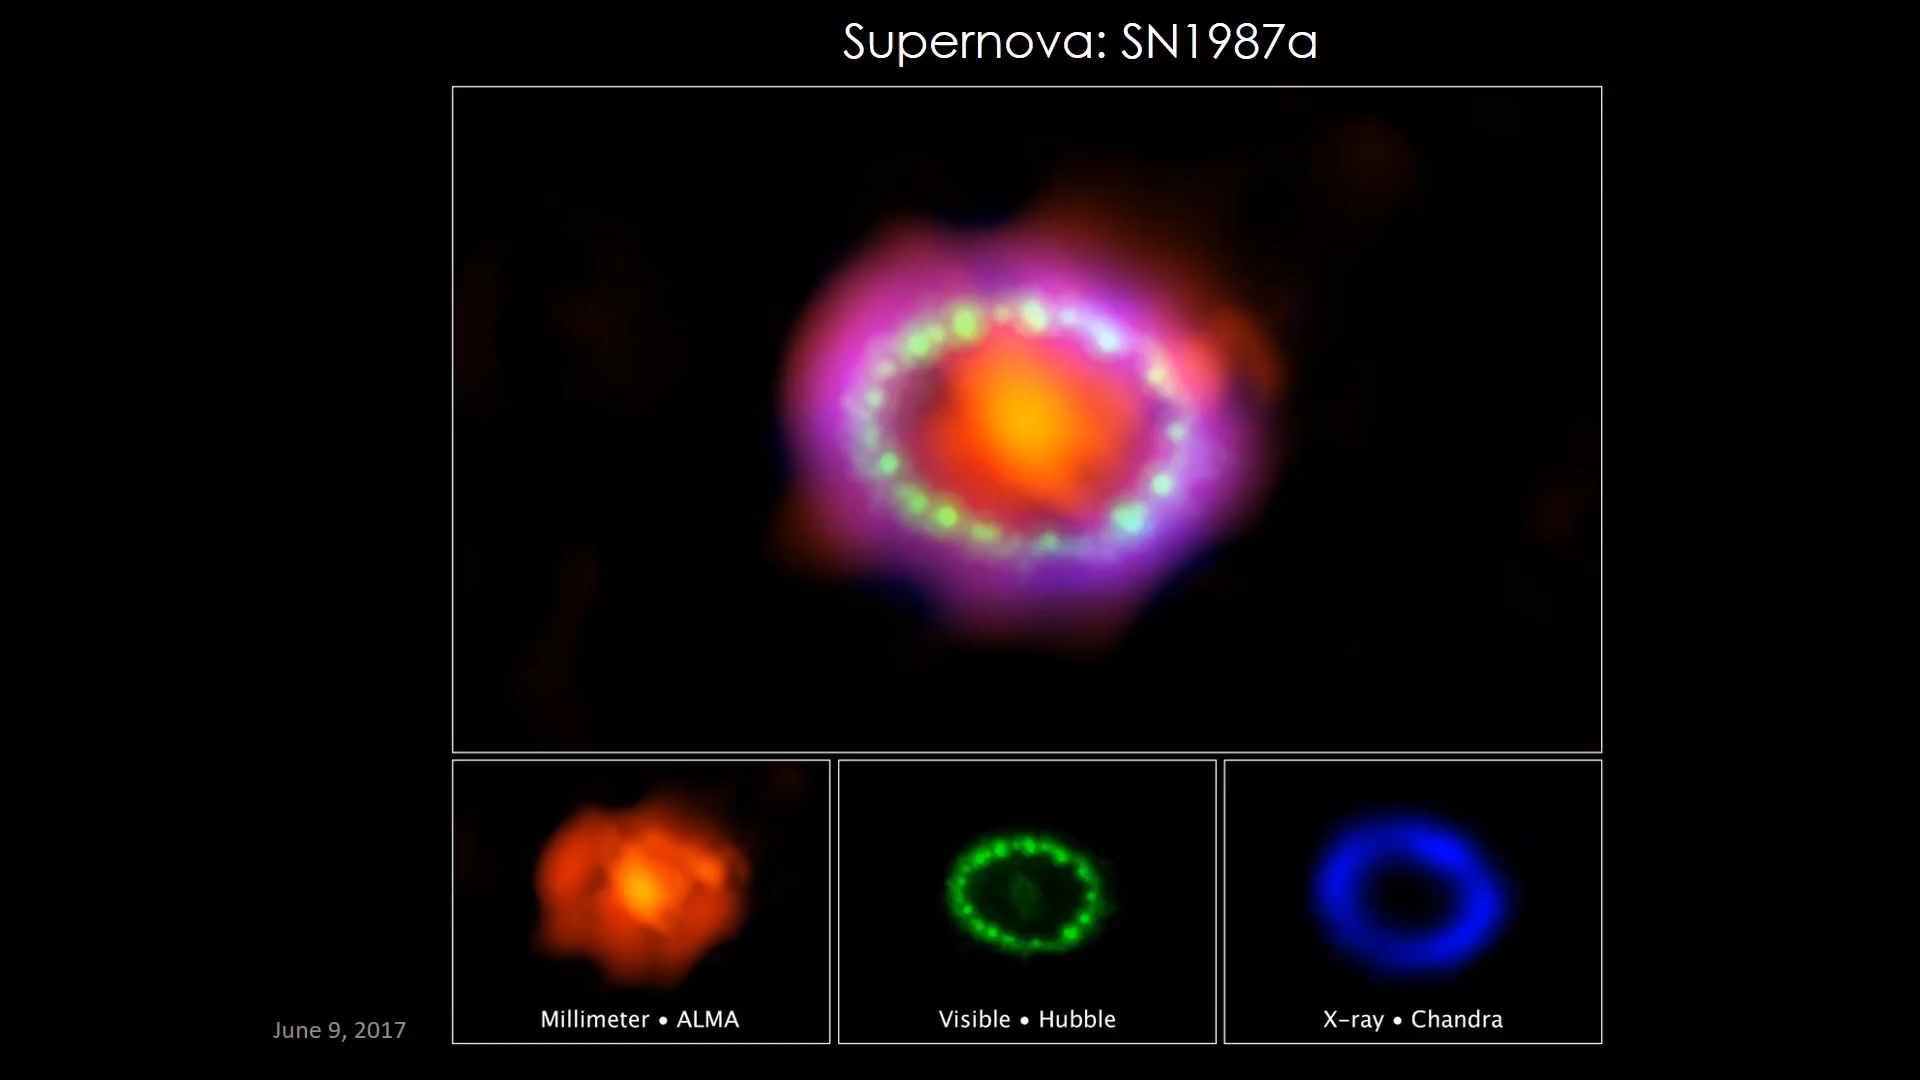 Supernova: SN1987a
Millimeter • ALMA
Visible • Hubble
X-ray • Chandra
June 9, 2017